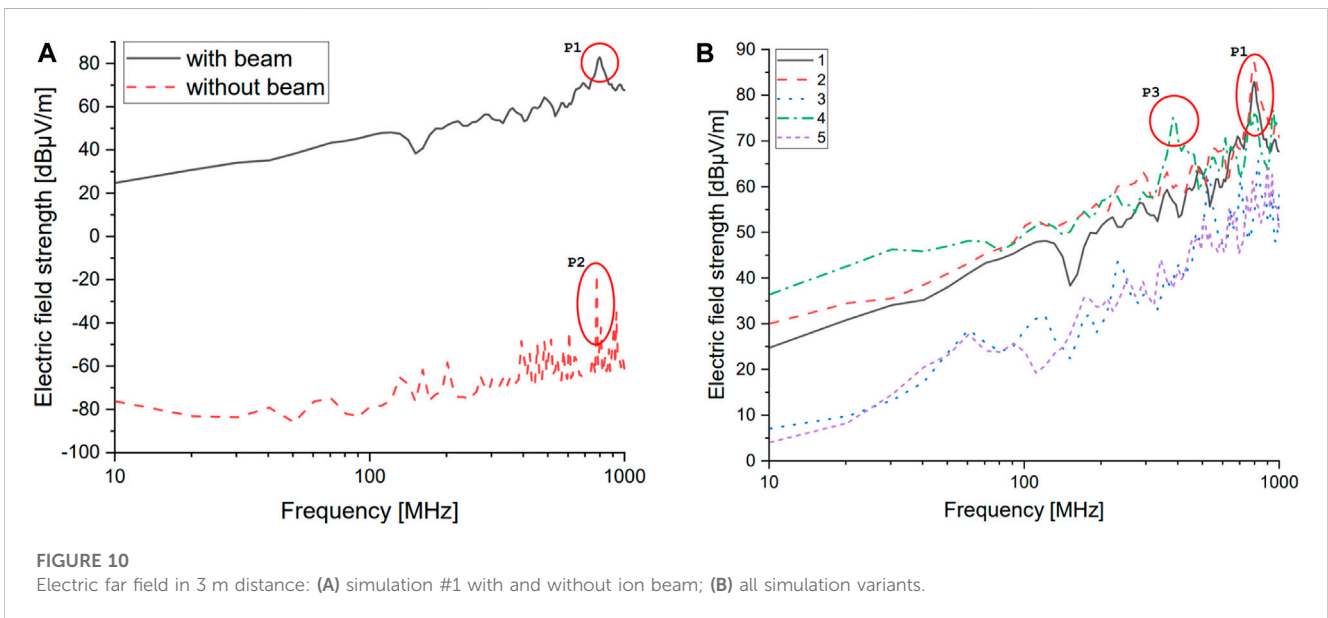 A
with beam
without beam
P1
P2
80
60
40
20
0
-20
-40
-60
-80
-100
10
100
1000
Electric field strength [dBµV/m]
Frequency [MHz]
B
1
2
3
4
5
P3
P1
90
80
70
60
50
40
30
20
10
0
10
100
1000
Electric field strength [dBµV/m]
Frequency [MHz]
FIGURE 10
Electric far field in 3 m distance: (A) simulation #1 with and without ion beam; (B) all simulation variants.